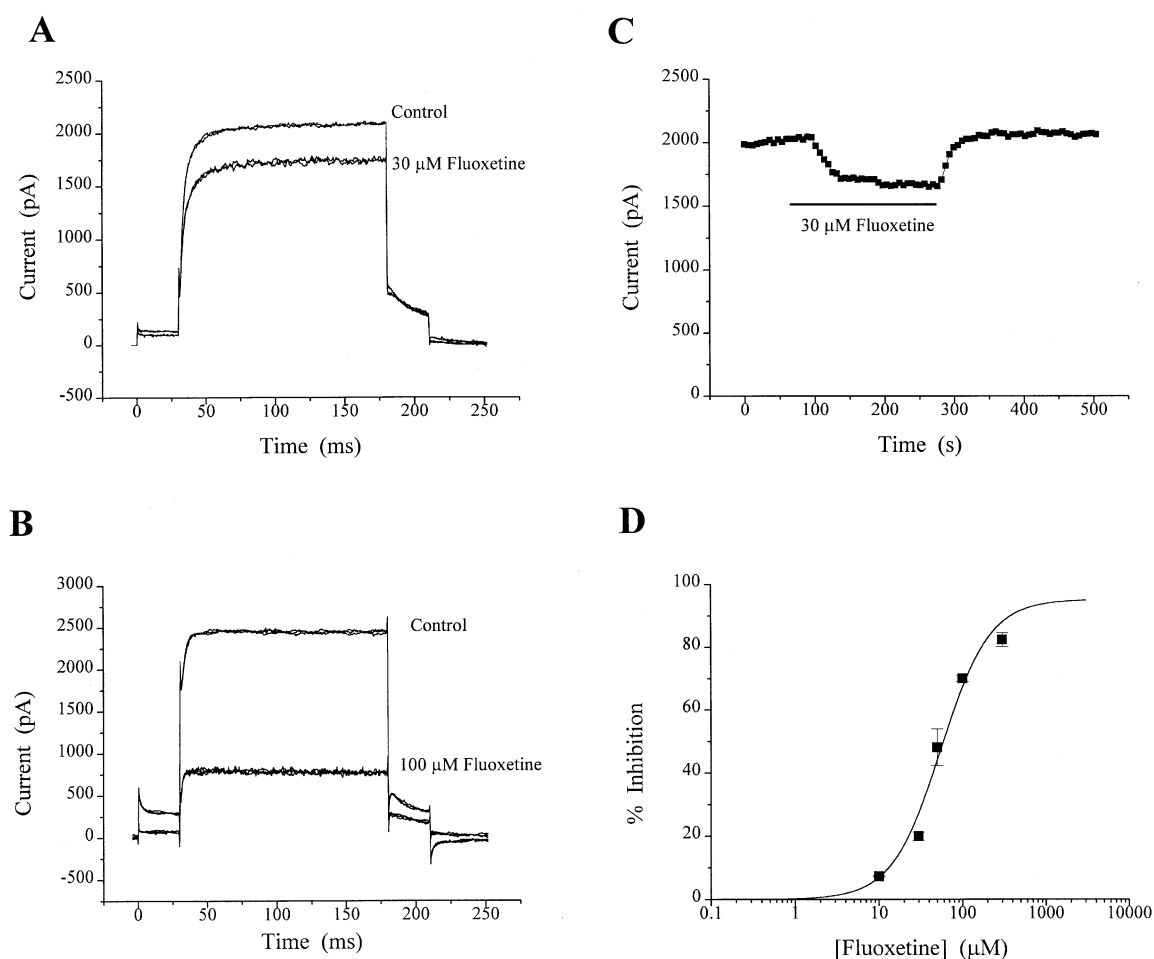 A
2500
2000
1500
1000
500
0
-500
Current (pA)
Control
30 µM Fluoxetine
0 50 100 150 200 250
Time (ms)
C
2500
2000
1500
1000
500
0
Current (pA)
30 µM Fluoxetine
0 100 200 300 400 500
Time (s)
B
3000
2500
2000
1500
1000
500
0
-500
Current (pA)
Control
100 µM Fluoxetine
0 50 100 150 200 250
Time (ms)
D
100
80
60
40
20
0
% Inhibition
0.1 1 10 100 1000 10000
[Fluoxetine] (µM)